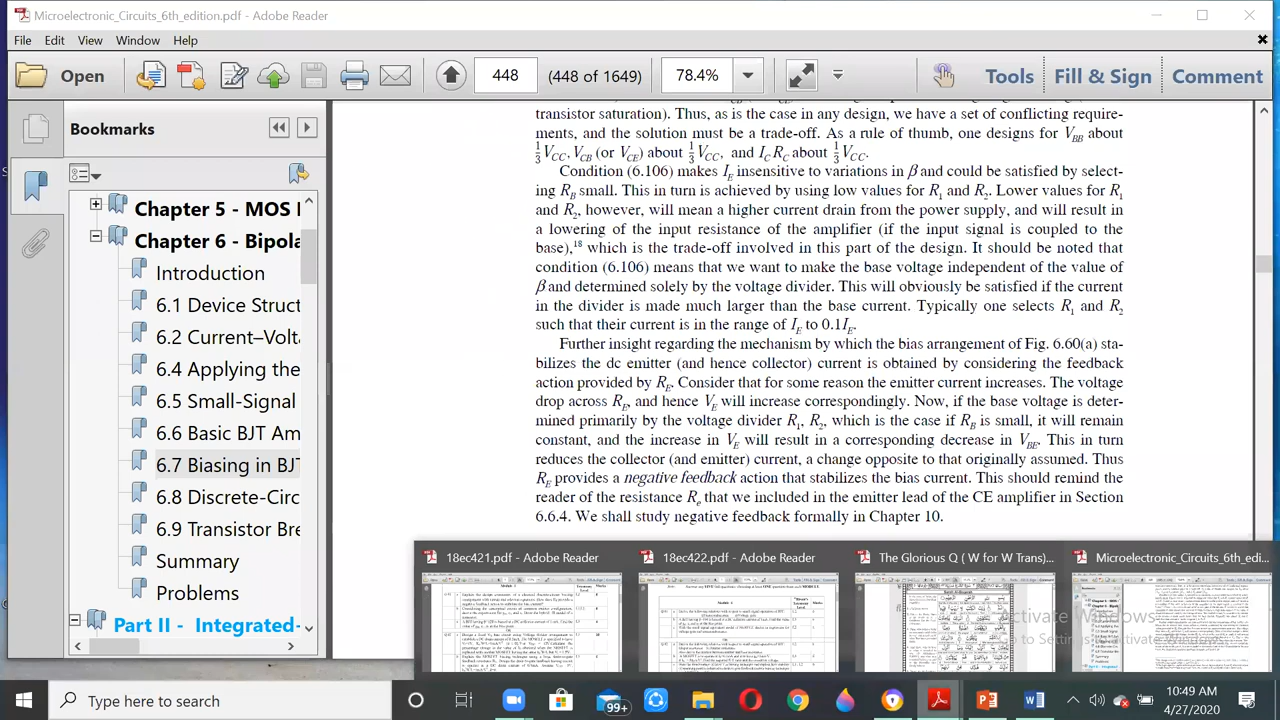 Microelectronic_Circuits_6th_edition.pdf - Adobe Reader
File Edit View Window Help
Open 448 (448 of 1649) 78.4% Tools Fill & Sign Comment
Bookmarks
Chapter 5 - MOS
Chapter 6 - Bipola
Introduction
6.1 Device Struct
6.2 Current–Volta
6.4 Applying the
6.5 Small-Signal
6.6 Basic BJT Am
6.7 Biasing in BJT
6.8 Discrete-Circ
6.9 Transistor Bre
Summary
Problems
Part II - Integrated-
transistor saturation). Thus, as is the case in any design, we have a set of conflicting require-
ments, and the solution must be a trade-off. As a rule of thumb, one designs for V_BB about
1/3 V_CC, V_CB (or V_CE) about 1/3 V_CC, and I_C R_C about 1/3 V_CC.
Condition (6.106) makes I_E insensitive to variations in β and could be satisfied by select-
ing R_B small. This in turn is achieved by using low values for R_1 and R_2. Lower values for R_1
and R_2, however, will mean a higher current drain from the power supply, and will result in
a lowering of the input resistance of the amplifier (if the input signal is coupled to the
base),18 which is the trade-off involved in this part of the design. It should be noted that
condition (6.106) means that we want to make the base voltage independent of the value of
β and determined solely by the voltage divider. This will obviously be satisfied if the current
in the divider is made much larger than the base current. Typically one selects R_1 and R_2
such that their current is in the range of I_E to 0.1I_E.
Further insight regarding the mechanism by which the bias arrangement of Fig. 6.60(a) sta-
bilizes the dc emitter (and hence collector) current is obtained by considering the feedback
action provided by R_E. Consider that for some reason the emitter current increases. The voltage
drop across R_E, and hence V_E will increase correspondingly. Now, if the base voltage is deter-
mined primarily by the voltage divider R_1, R_2, which is the case if R_B is small, it will remain
constant, and the increase in V_E will result in a corresponding decrease in V_BE. This in turn
reduces the collector (and emitter) current, a change opposite to that originally assumed. Thus
R_E provides a negative feedback action that stabilizes the bias current. This should remind the
reader of the resistance R_e that we included in the emitter lead of the CE amplifier in Section
6.6.4. We shall study negative feedback formally in Chapter 10.
18ec421.pdf - Adobe Reader
18ec422.pdf - Adobe Reader
The Glorious Q ( W for W Trans)...
Microelectronic_Circuits_6th_edi...
Activate Windows
Type here to search
99+
10:49 AM
4/27/2020